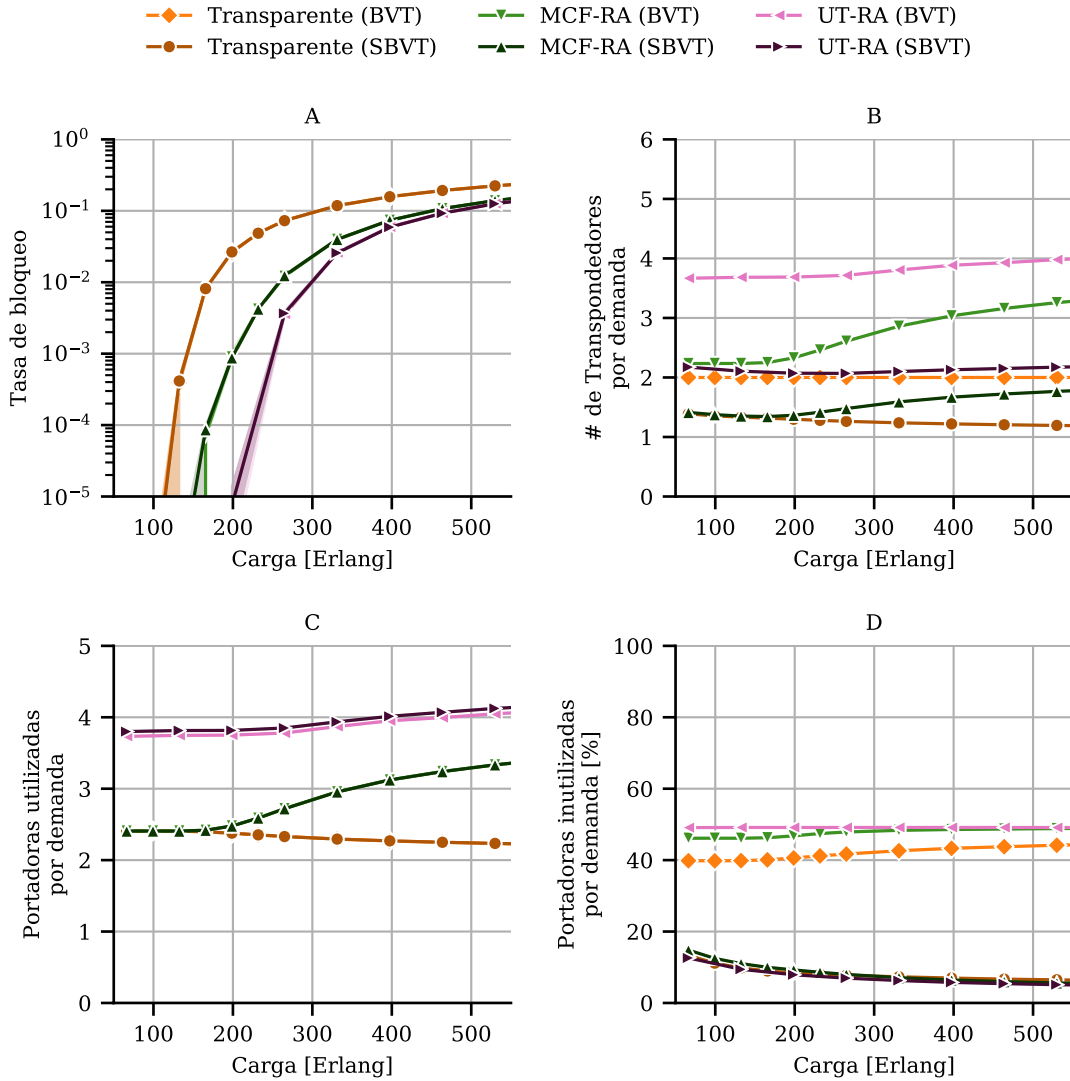 Transparente (BVT)
MCF-RA (BVT)
UT-RA (BVT)
Transparente (SBVT)
MCF-RA (SBVT)
UT-RA (SBVT)
A
Tasa de bloqueo
10⁰
10⁻¹
10⁻²
10⁻³
10⁻⁴
10⁻⁵
100 200 300 400 500
Carga [Erlang]
B
# de Transpondedores
por demanda
6
5
4
3
2
1
0
100 200 300 400 500
Carga [Erlang]
C
Portadoras utilizadas
por demanda
5
4
3
2
1
0
100 200 300 400 500
Carga [Erlang]
D
Portadoras inutilizadas
por demanda [%]
100
80
60
40
20
0
100 200 300 400 500
Carga [Erlang]